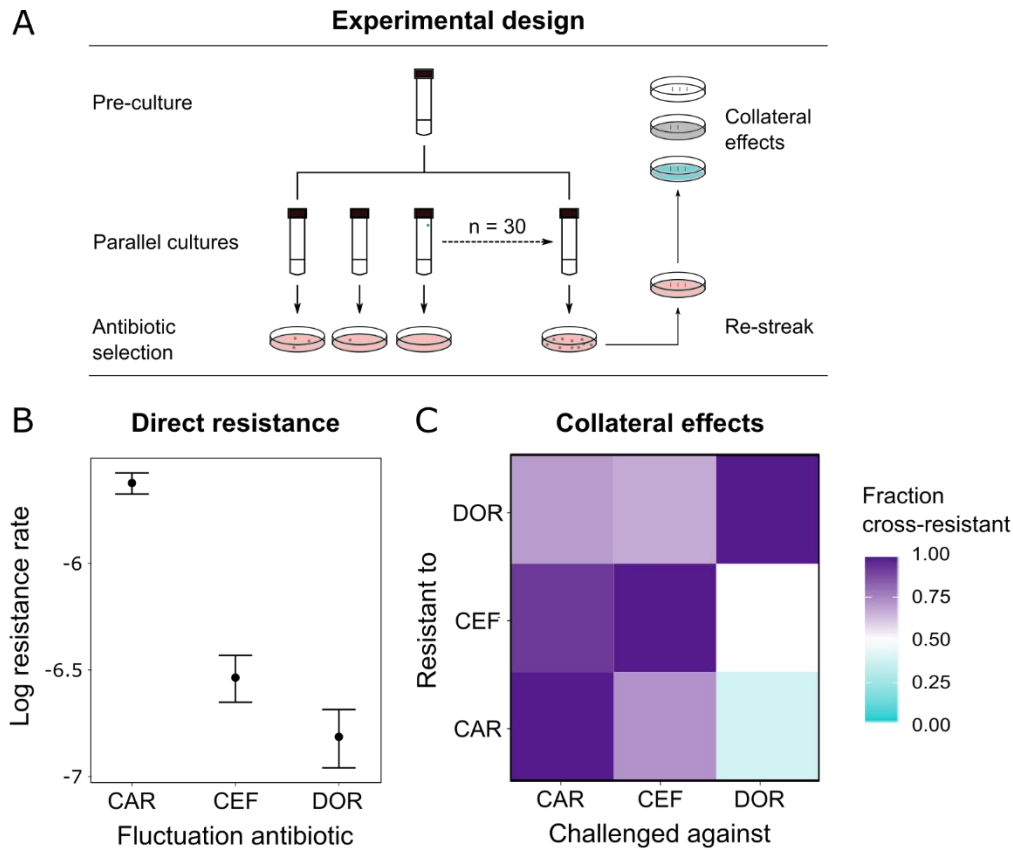 A
Experimental design
Pre-culture
Collateral
effects
Parallel cultures
n = 30
Antibiotic
selection
Re-streak
B
Direct resistance
Log resistance rate
-6
-6.5
-7
CAR
CEF
DOR
Fluctuation antibiotic
C
Collateral effects
Resistant to
DOR
CEF
CAR
CAR
CEF
DOR
Challenged against
Fraction
cross-resistant
1.00
0.75
0.50
0.25
0.00